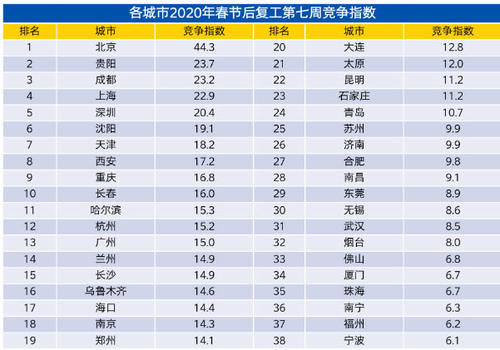 各城市2020年春节后复工第七周竞争指数
排名 城市 竞争指数 排名 城市 竞争指数
1 北京 44.3 20 大连 12.8
2 贵阳 23.7 21 太原 12.0
3 成都 23.2 22 昆明 11.2
4 上海 22.9 23 石家庄 11.2
5 深圳 20.4 24 青岛 10.7
6 沈阳 19.1 25 苏州 9.9
7 天津 18.2 26 济南 9.9
8 西安 17.2 27 合肥 9.8
9 重庆 16.8 28 南昌 9.1
10 长春 16.0 29 东莞 8.9
11 哈尔滨 15.3 30 无锡 8.6
12 杭州 15.2 31 武汉 8.5
13 广州 15.0 32 烟台 8.0
14 兰州 14.9 33 佛山 6.8
15 长沙 14.9 34 厦门 6.7
16 乌鲁木齐 14.6 35 珠海 6.7
17 海口 14.4 36 南宁 6.3
18 南京 14.3 37 福州 6.2
19 郑州 14.1 38 宁波 6.1